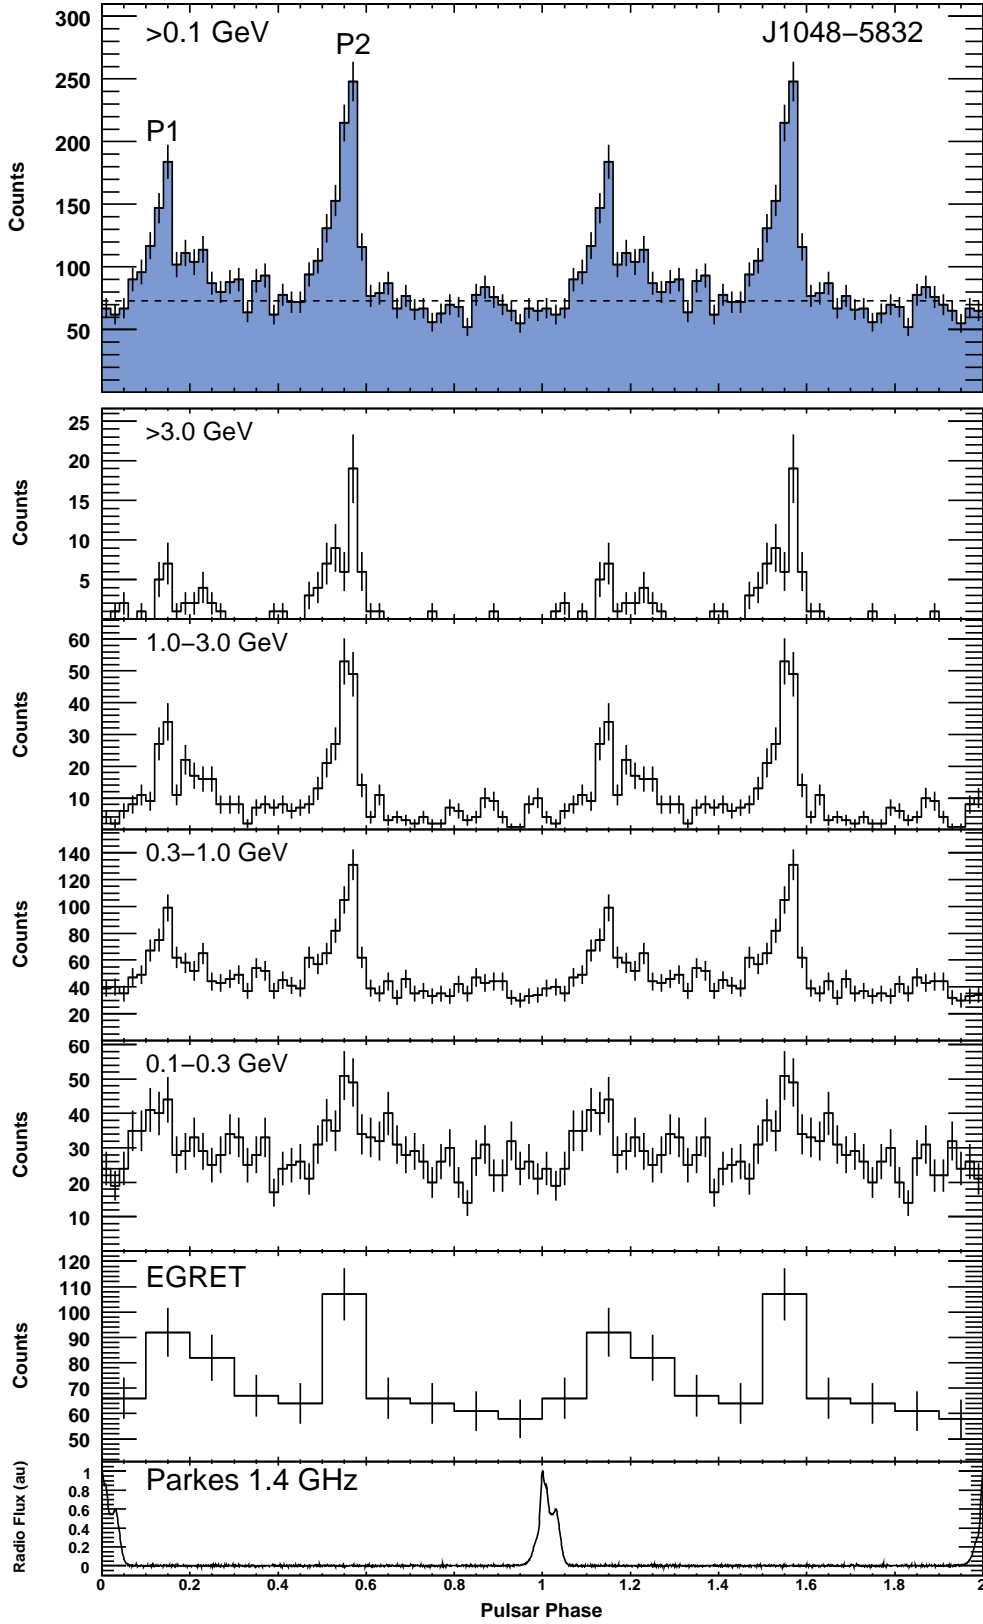 >0.1 GeV
J1048−5832
P1
P2
300
250
200
150
100
50
Counts
>3.0 GeV
25
20
15
10
5
Counts
1.0−3.0 GeV
60
50
40
30
20
10
Counts
0.3−1.0 GeV
140
120
100
80
60
40
20
Counts
0.1−0.3 GeV
60
50
40
30
20
10
Counts
EGRET
120
110
100
90
80
70
60
50
Counts
Parkes 1.4 GHz
1
0.8
0.6
0.4
0.2
0
Radio Flux (au)
0 0.2 0.4 0.6 0.8 1 1.2 1.4 1.6 1.8 2
Pulsar Phase